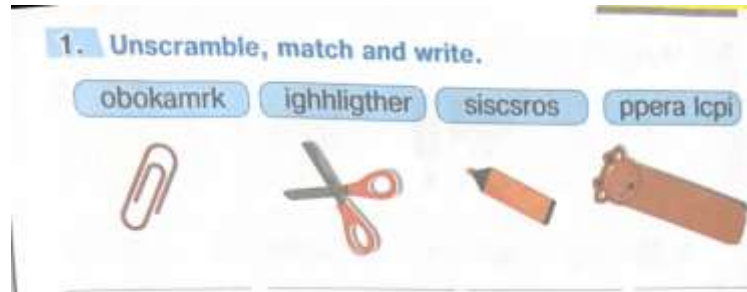 1. Unscramble, match and write.
obokamrk ighhligther siscsros ppera lcpi